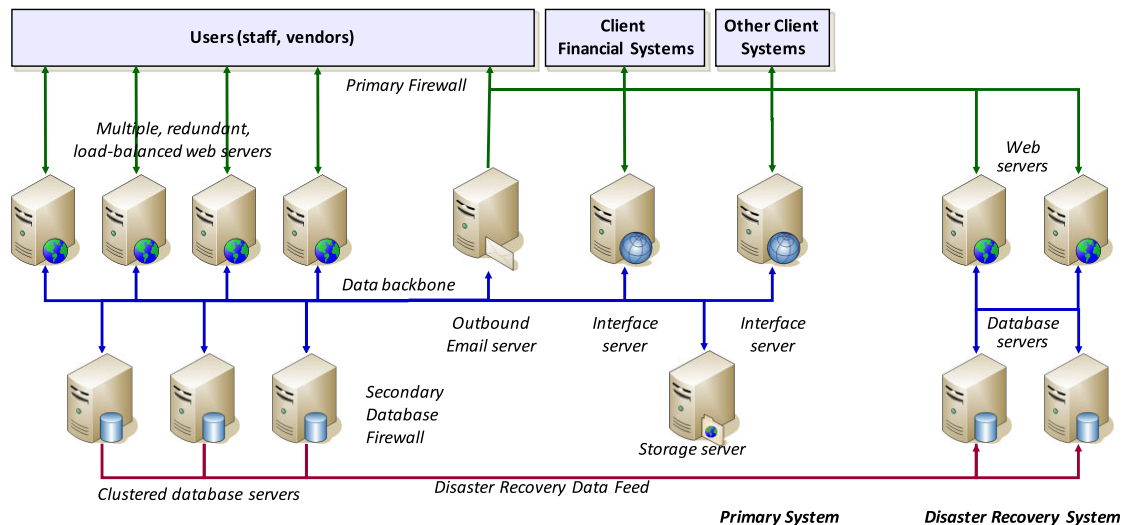 Users (staff, vendors)
Client
Financial Systems
Other Client
Systems
Primary Firewall
Multiple, redundant,
load-balanced web servers
Web
servers
Data backbone
Outbound
Email server
Interface
server
Interface
server
Database
servers
Secondary
Database
Firewall
Storage server
Clustered database servers
Disaster Recovery Data Feed
Primary System
Disaster Recovery System